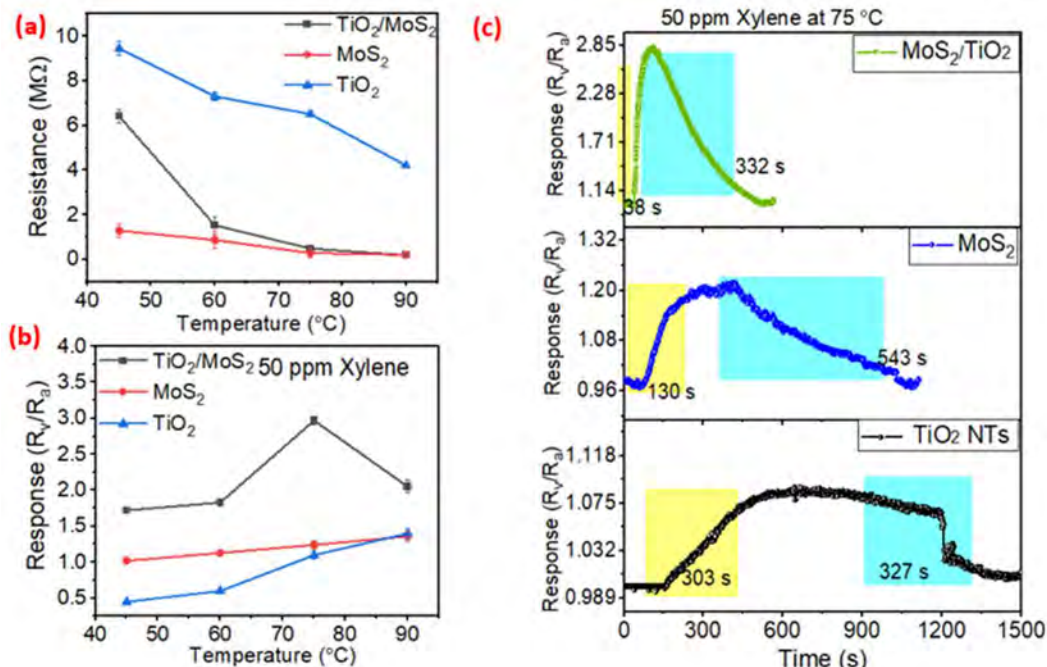 (a)
TiO2/MoS2
MoS2
TiO2
10
8
6
4
2
0
Resistance (MΩ)
40 50 60 70 80 90
Temperature (°C)
(b)
TiO2/MoS2 50 ppm Xylene
MoS2
TiO2
4.0
3.5
3.0
2.5
2.0
1.5
1.0
0.5
Response (Rv/Ra)
40 50 60 70 80 90
Temperature (°C)
(c)
50 ppm Xylene at 75 °C
MoS2/TiO2
2.85
2.28
1.71
1.14
Response (Rv/Ra)
38 s
332 s
MoS2
1.32
1.20
1.08
0.96
Response (Rv/Ra)
130 s
543 s
TiO2 NTs
1.118
1.075
1.032
0.989
Response (Rv/Ra)
303 s
327 s
0 300 600 900 1200 1500
Time (s)